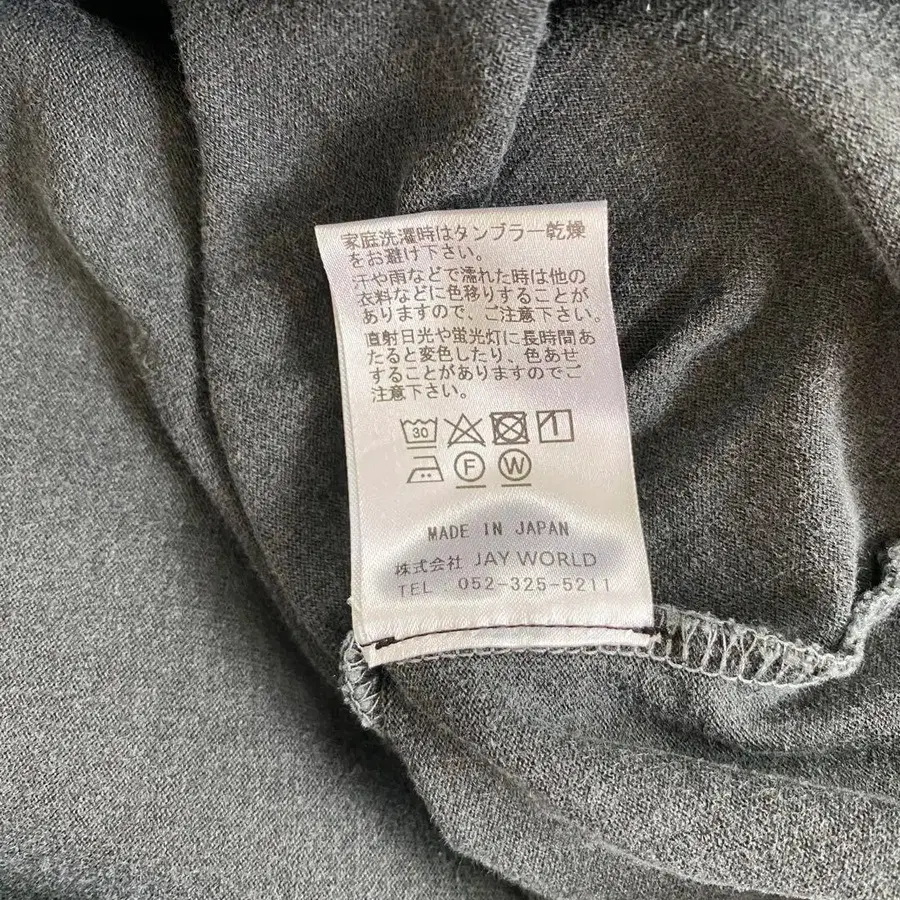 家庭洗濯時はタンブラー乾燥
をお避け下さい。
汗や雨などで濡れた時は他の
衣料などに色移りすることが
ありますので、ご注意下さい。
直射日光や蛍光灯に長時間あ
たると変色したり、色あせ
することがありますのでご
注意下さい。
30
F W
MADE IN JAPAN
株式会社 JAY WORLD
TEL : 052-325-5211